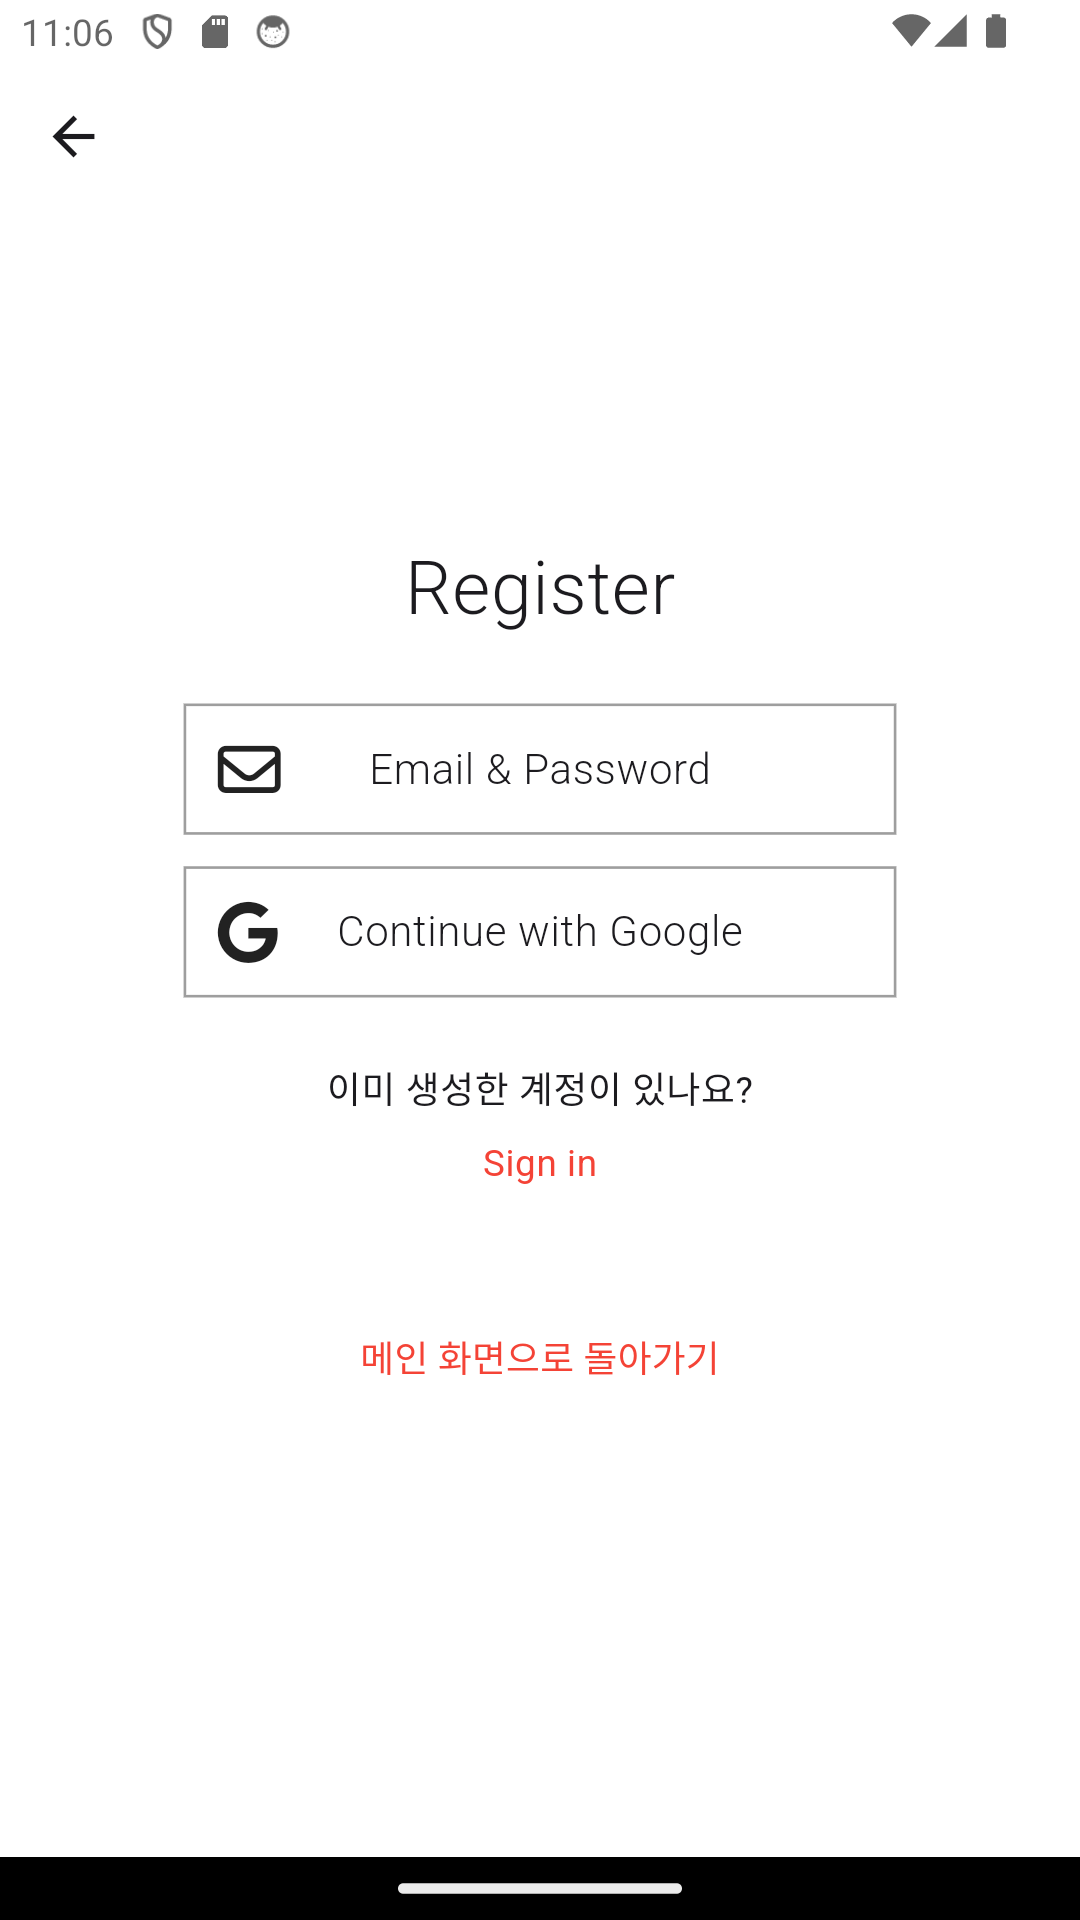 11:06
Register
Email & Password
Continue with Google
이미 생성한 계정이 있나요?
Sign in
메인 화면으로 돌아가기